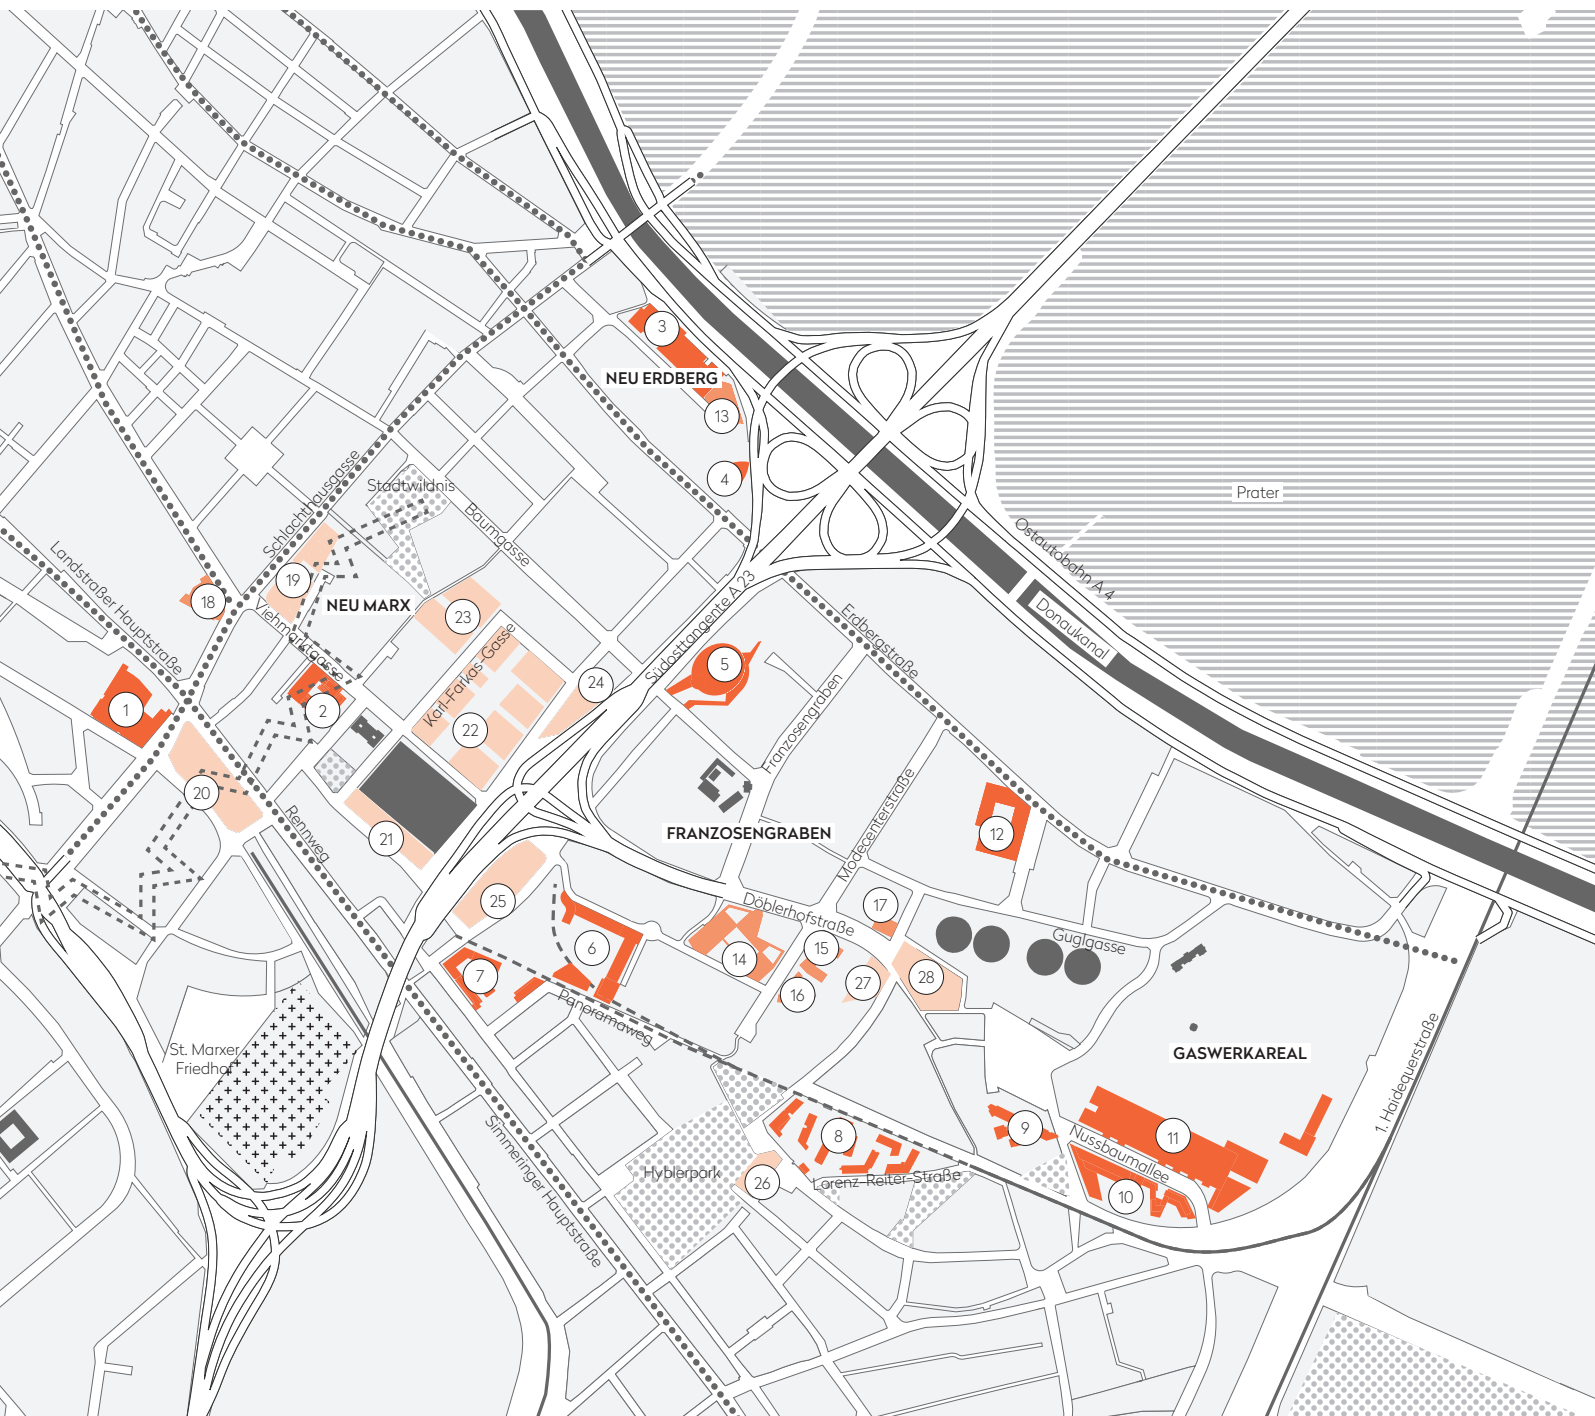 3
NEU ERDBERG
13
4
Schlachthausgasse
Stadtwildnis
Baumgasse
Prater
Ostautobahn A 4
Donaukanal
Landstraßer Hauptstraße
19
18
NEU MARX
23
Viehmarktgasse
Karl-Farkas-Gasse
Südosttangente A 23
Erdbergstraße
5
24
1
2
22
Franzosengraben
20
21
Rennweg
FRANZOSENGRABEN
Modecenterstraße
12
25
Döblerhofstraße
17
6
14
15
Guglgasse
7
16
27
28
Panoramaweg
St. Marxer
Friedhof
GASWERKAREAL
1. Haidequerstraße
Simmeringer Hauptstraße
8
9
11
Nussbaumallee
Hyblerpark
26
Lorenz-Reiter-Straße
10